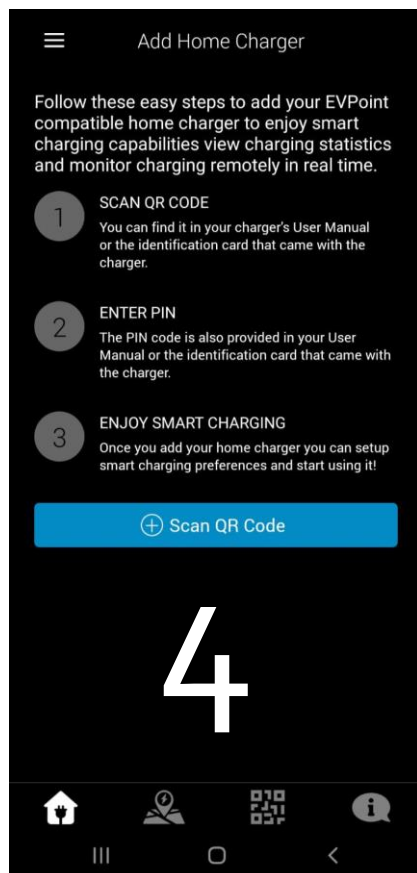 Add Home Charger
Follow these easy steps to add your EVPoint
compatible home charger to enjoy smart
charging capabilities view charging statistics
and monitor charging remotely in real time.
1
SCAN QR CODE
You can find it in your charger's User Manual
or the identification card that came with the
charger.
2
ENTER PIN
The PIN code is also provided in your User
Manual or the identification card that came with
the charger.
3
ENJOY SMART CHARGING
Once you add your home charger you can setup
smart charging preferences and start using it!
Scan QR Code
4